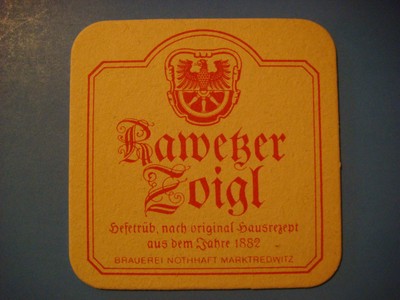 Rawetzer
Zoigl
Hefetrüb, nach original Hausrezept
aus dem Jahre 1882
BRAUEREI NOTHHAFT MARKTREDWITZ